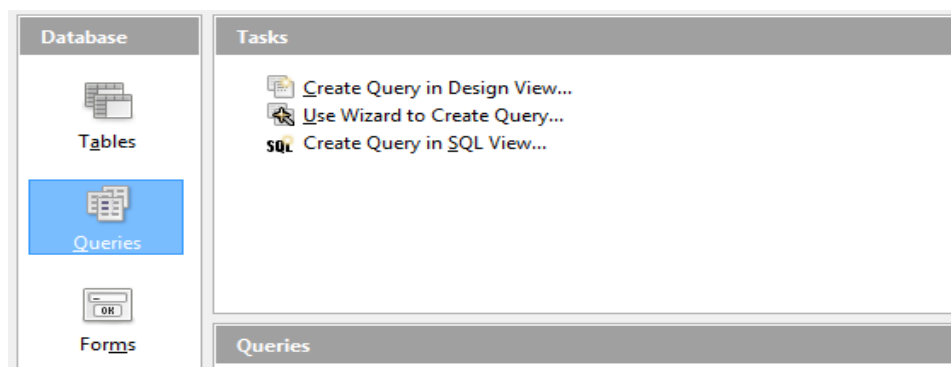 Database
Tables
Queries
Forms
Tasks
Create Query in Design View...
Use Wizard to Create Query...
SQL Create Query in SQL View...
Queries